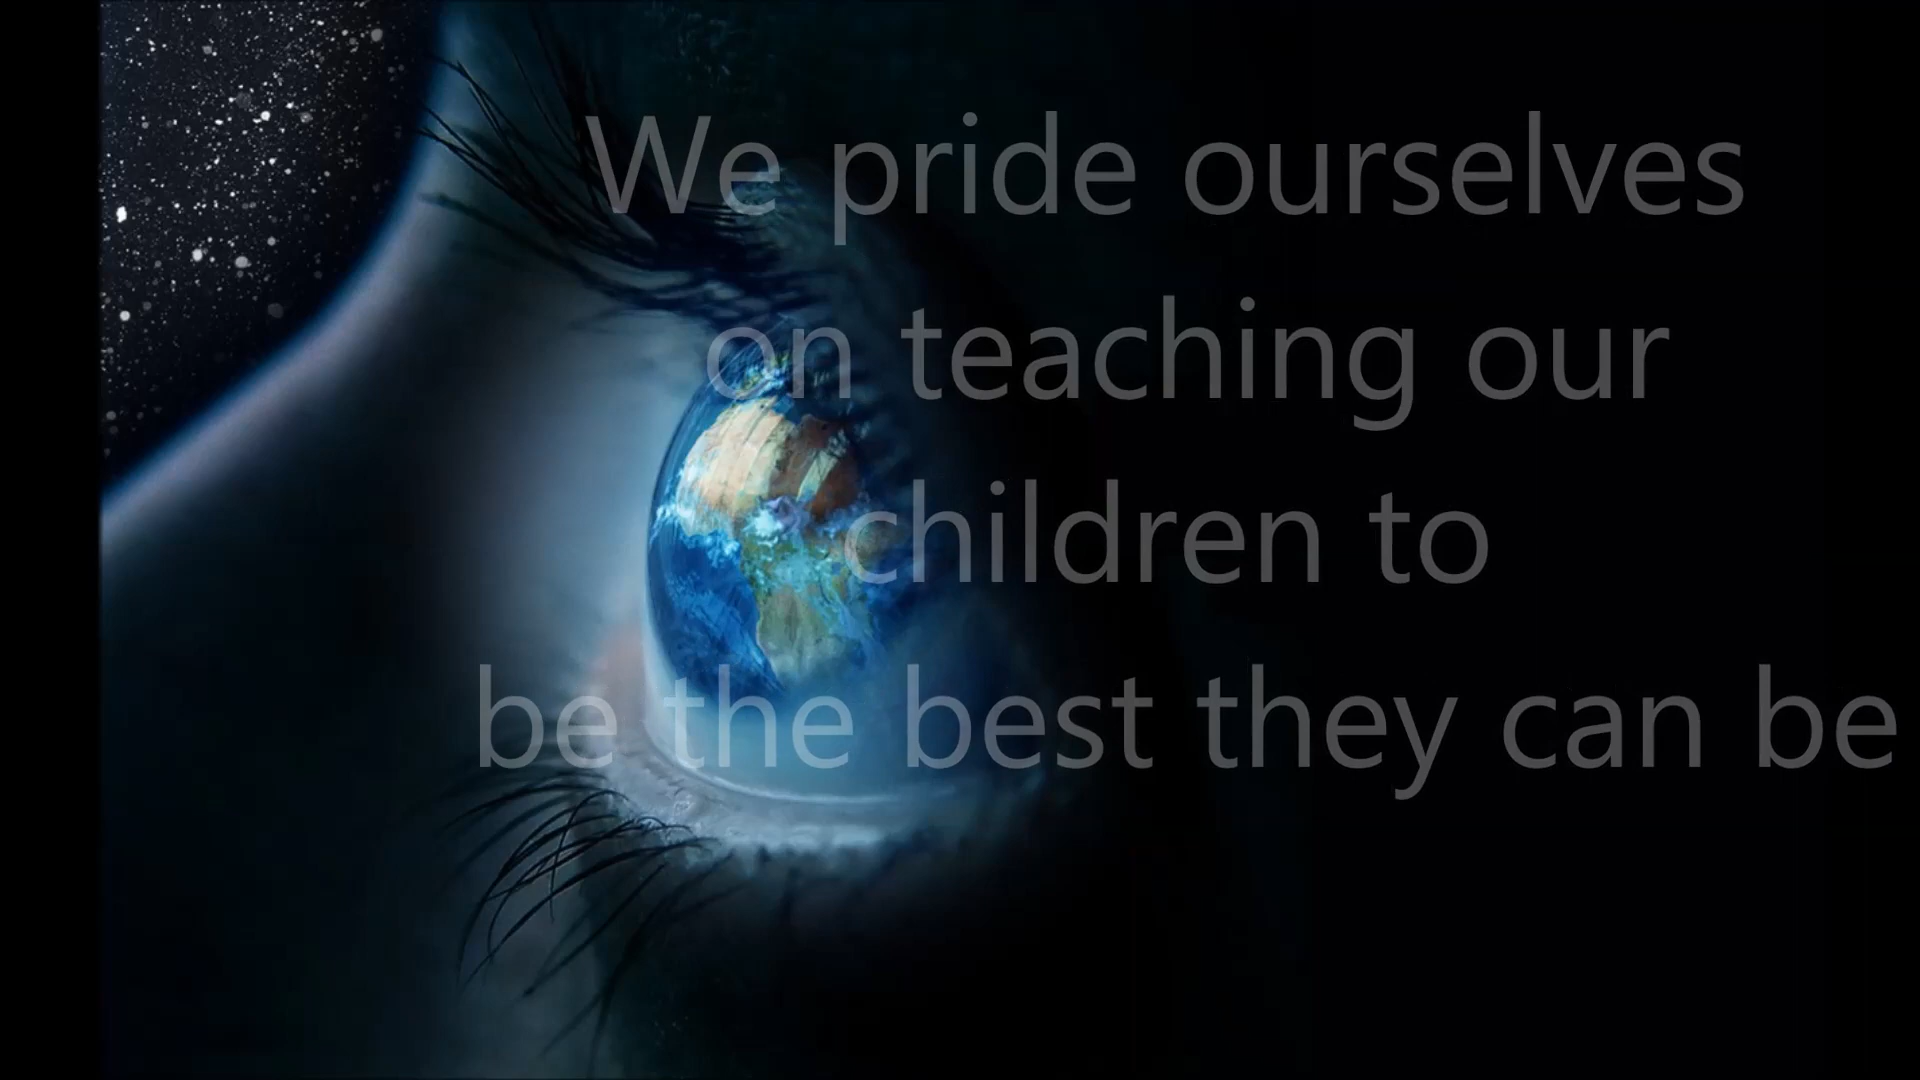 We pride ourselves
on teaching our
children to
be the best they can be